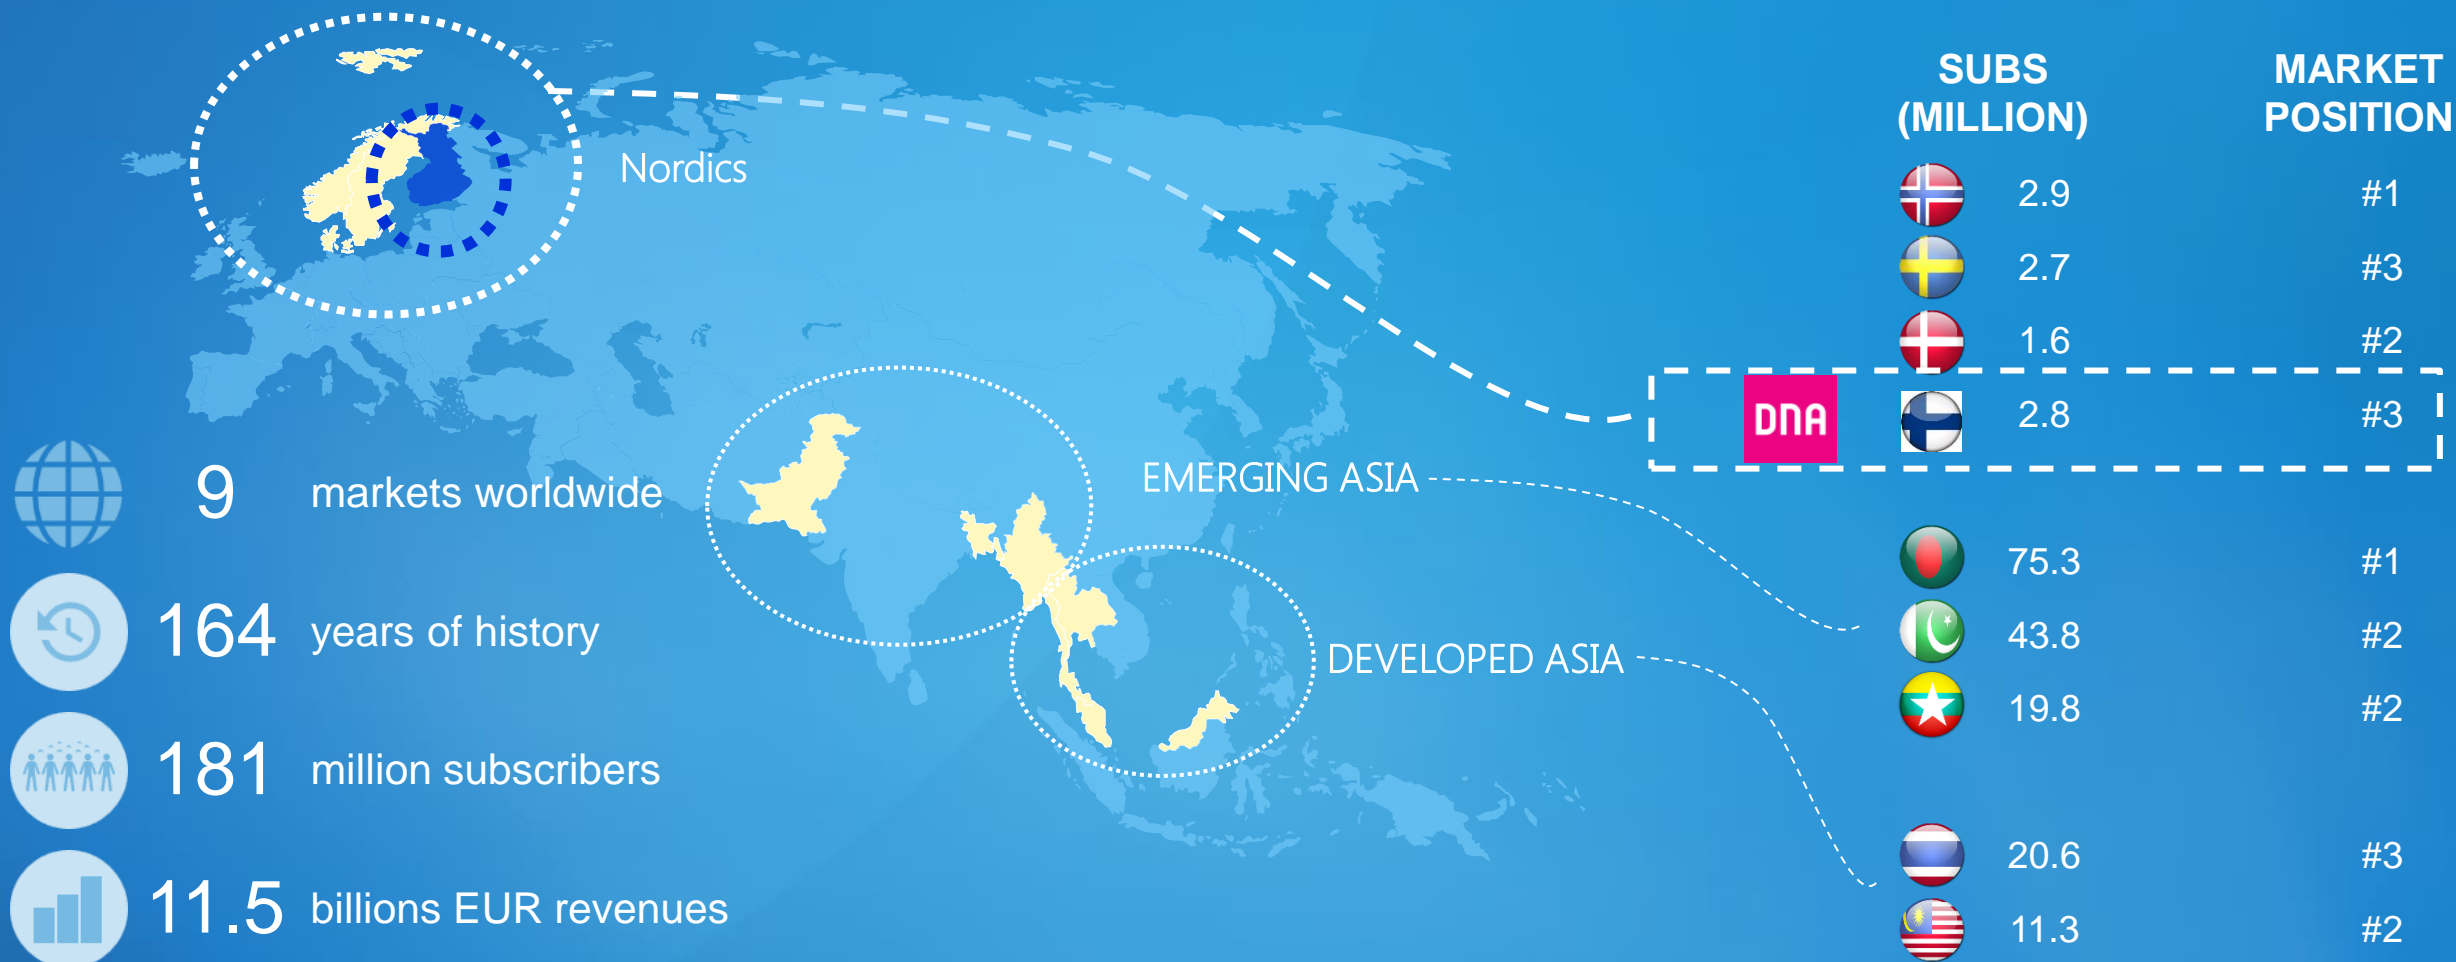 SUBS
(MILLION)
MARKET
POSITION
2.9 #1
Nordics
2.7 #3
1.6 #2
DNA 2.8 #3
EMERGING ASIA
9 markets worldwide
75.3 #1
164 years of history
43.8 #2
DEVELOPED ASIA
19.8 #2
181 million subscribers
20.6 #3
11.5 billions EUR revenues
11.3 #2